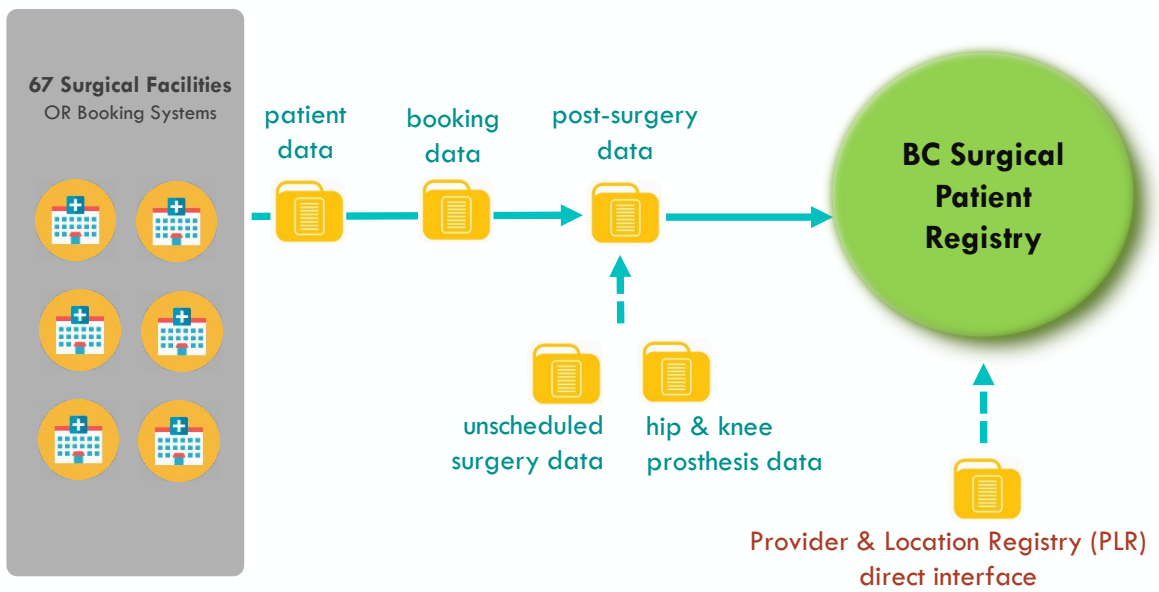 67 Surgical Facilities
OR Booking Systems
patient
data
booking
data
post-surgery
data
BC Surgical
Patient
Registry
unscheduled
surgery data
hip & knee
prosthesis data
Provider & Location Registry (PLR)
direct interface